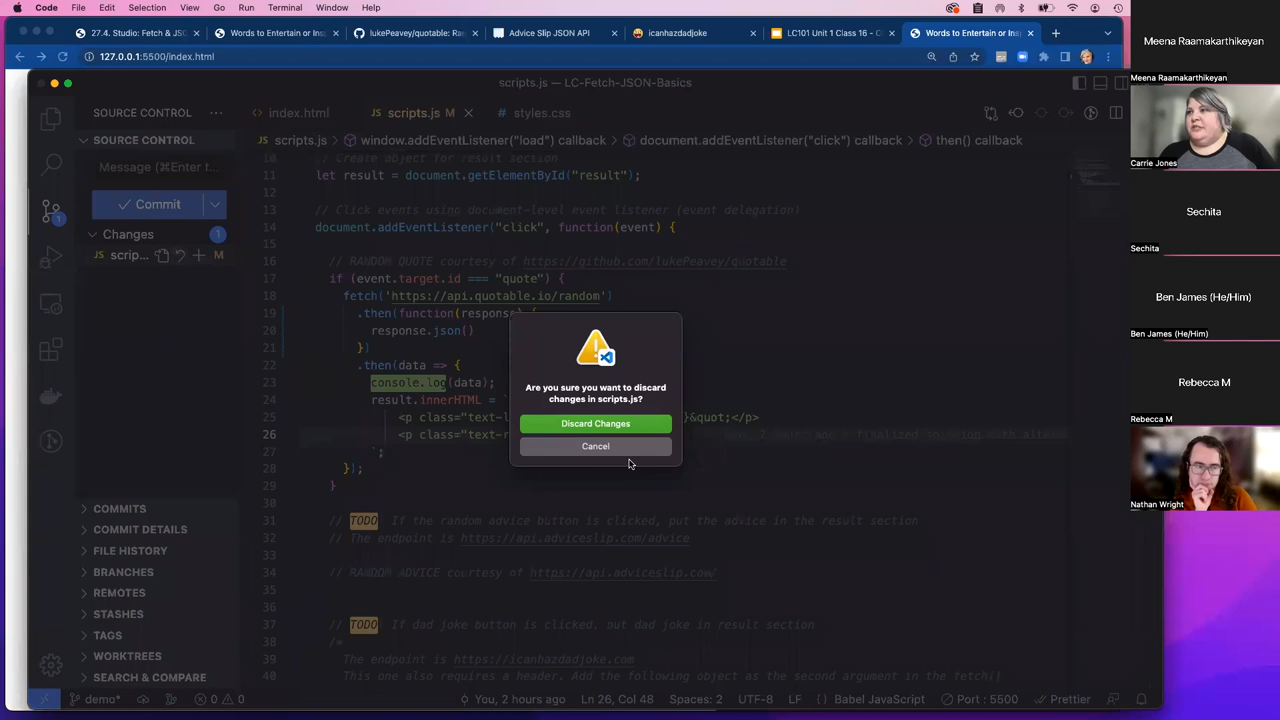 Code File Edit Selection View Go Run Terminal Window Help
27.4. Studio: Fetch & JSC
Words to Entertain or Ins
lukePeavey/quotable: Ra
Advice Slip JSON API
icanhazdadjoke
LC101 Unit 1 Class 16 - C
Words to Entertain or Ins
127.0.0.1:5500/index.html
scripts.js — LC-Fetch-JSON-Basics
SOURCE CONTROL
index.html
scripts.js M
styles.css
SOURCE CONTROL
scripts.js > window.addEventListener("load") callback > document.addEventListener("click") callback > then() callback
Message (⌘Enter t
Commit
Changes 1
scrip... M
1
COMMITS
COMMIT DETAILS
FILE HISTORY
BRANCHES
REMOTES
STASHES
TAGS
WORKTREES
SEARCH & COMPARE
10 // Create object for result section
11 let result = document.getElementById("result");
12
13 // Click events using document-level event listener (event delegation)
14 document.addEventListener("click", function(event) {
15
16 // RANDOM QUOTE courtesy of https://github.com/lukePeavey/quotable
17 if (event.target.id === "quote") {
18 fetch('https://api.quotable.io/random')
19 .then(function(response) {
20 response.json()
21 })
22 .then(data => {
23 console.log(data);
24 result.innerHTML = `
25 <p class="text-l }&quot;</p>
26 <p class="text-r
27 `;
28 });
29 }
30
31 // TODO If the random advice button is clicked, put the advice in the result section
32 // The endpoint is https://api.adviceslip.com/advice
33
34 // RANDOM ADVICE courtesy of https://api.adviceslip.com/
35
36
37 // TODO If dad joke button is clicked, put dad joke in result section
38 /*
39 The endpoint is https://icanhazdadjoke.com
40 This one also requires a header. Add the following object as the second argument in the fetch()
Are you sure you want to discard
changes in scripts.js?
Discard Changes
Cancel
demo*
0 0
You, 2 hours ago
Ln 26, Col 48
Spaces: 2
UTF-8
LF
Babel JavaScript
Port : 5500
Prettier
Meena Raamakarthikeyan
Meena Raamakarthikeyan
Carrie Jones
Sechita
Sechita
Ben James (He/Him)
Ben James (He/Him)
Rebecca M
Rebecca M
Nathan Wright